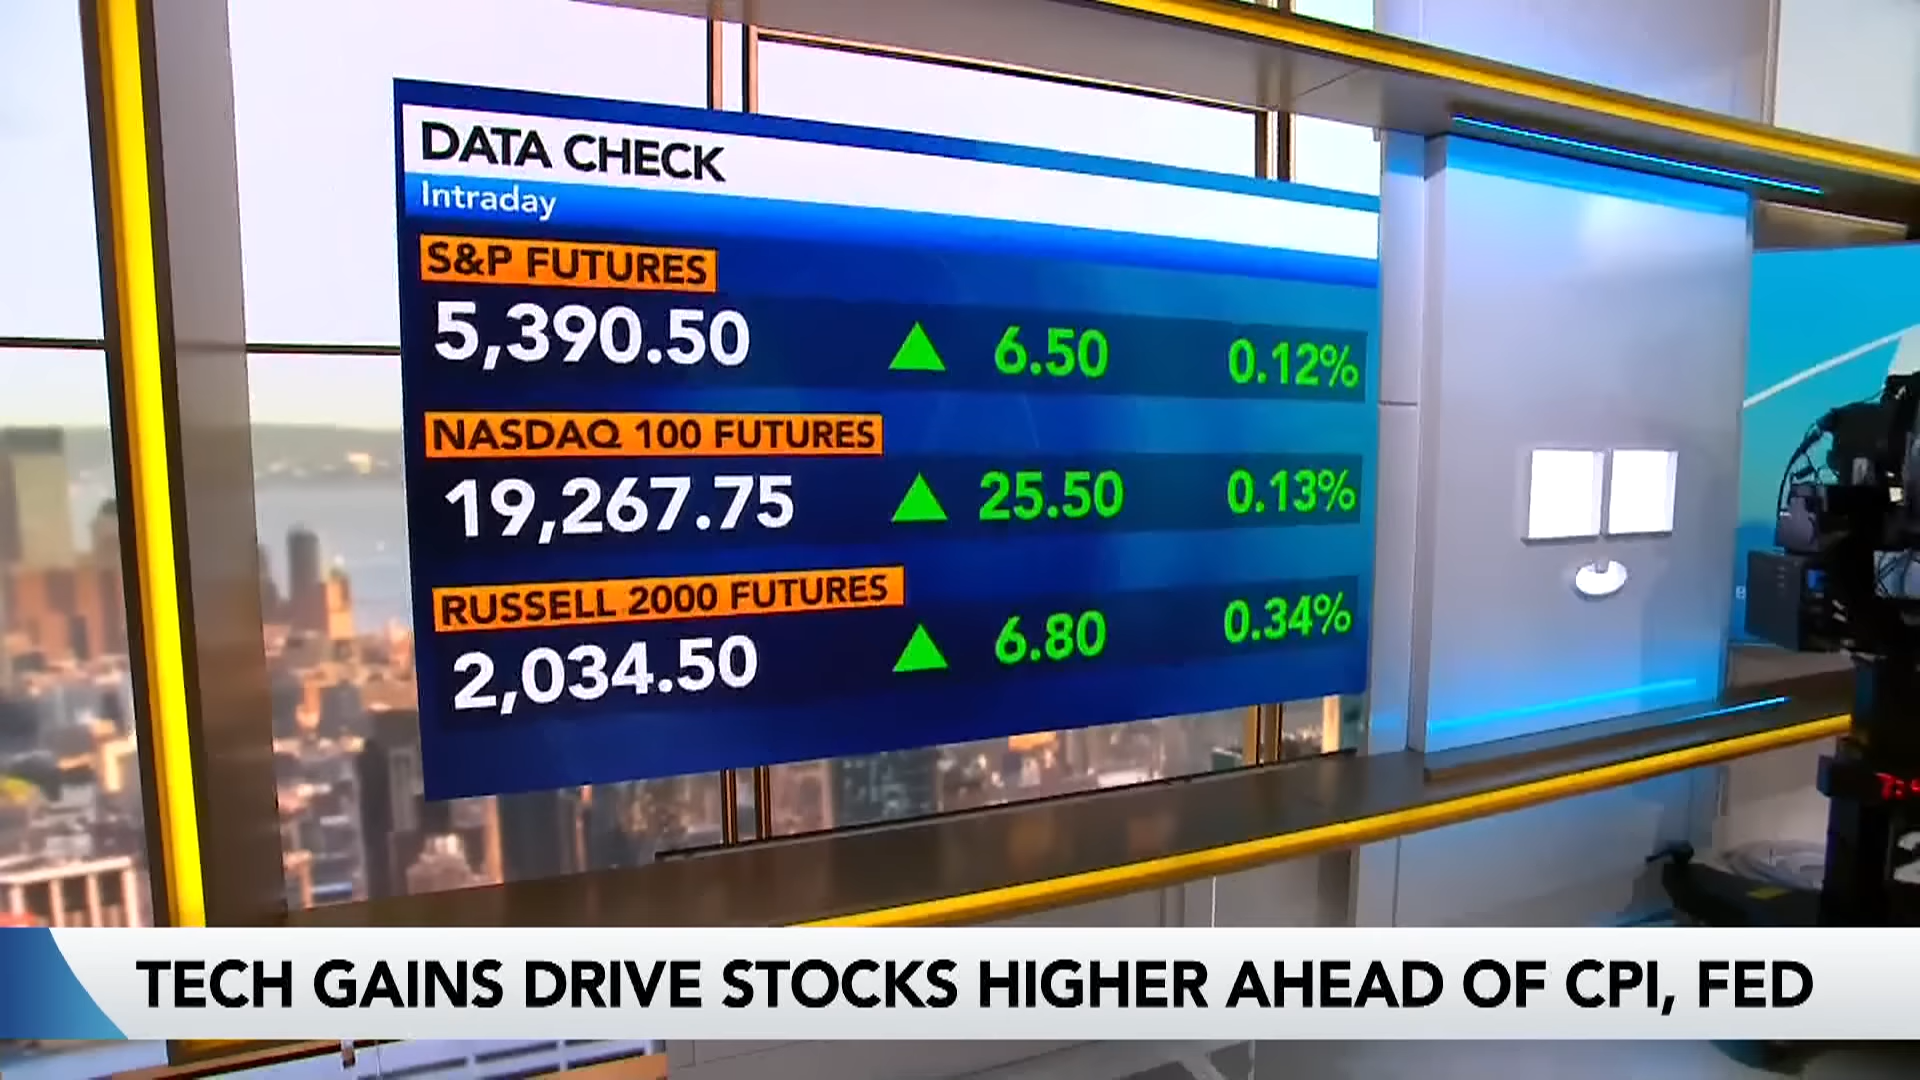 DATA CHECK
Intraday
S&P FUTURES
5,390.50 ▲ 6.50 0.12%
NASDAQ 100 FUTURES
19,267.75 ▲ 25.50 0.13%
RUSSELL 2000 FUTURES
2,034.50 ▲ 6.80 0.34%
TECH GAINS DRIVE STOCKS HIGHER AHEAD OF CPI, FED